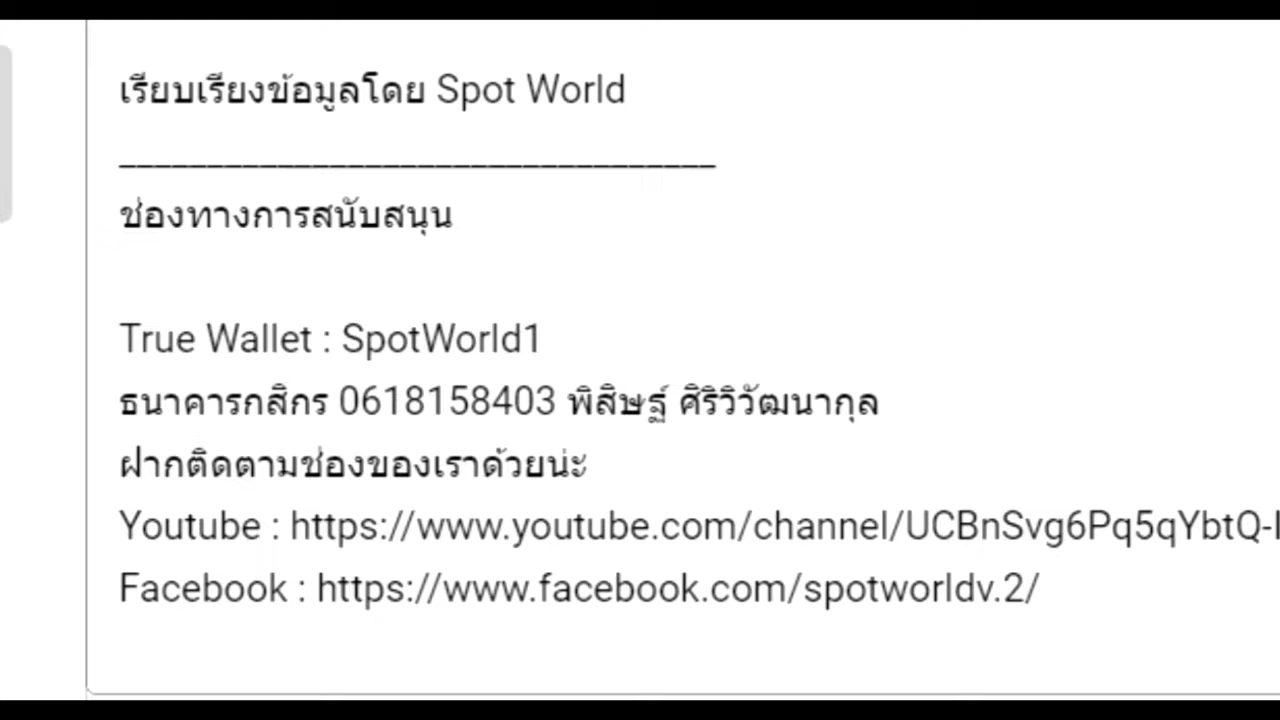 เรียบเรียงข้อมูลโดย Spot World
__________________________________
ช่องทางการสนับสนุน
True Wallet : SpotWorld1
ธนาคารกสิกร 0618158403 พิสิษฐ์ ศิริวิวัฒนากุล
ฝากติดตามช่องของเราด้วยน่ะ
Youtube : https://www.youtube.com/channel/UCBnSvg6Pq5qYbtQ-
Facebook : https://www.facebook.com/spotworldv.2/